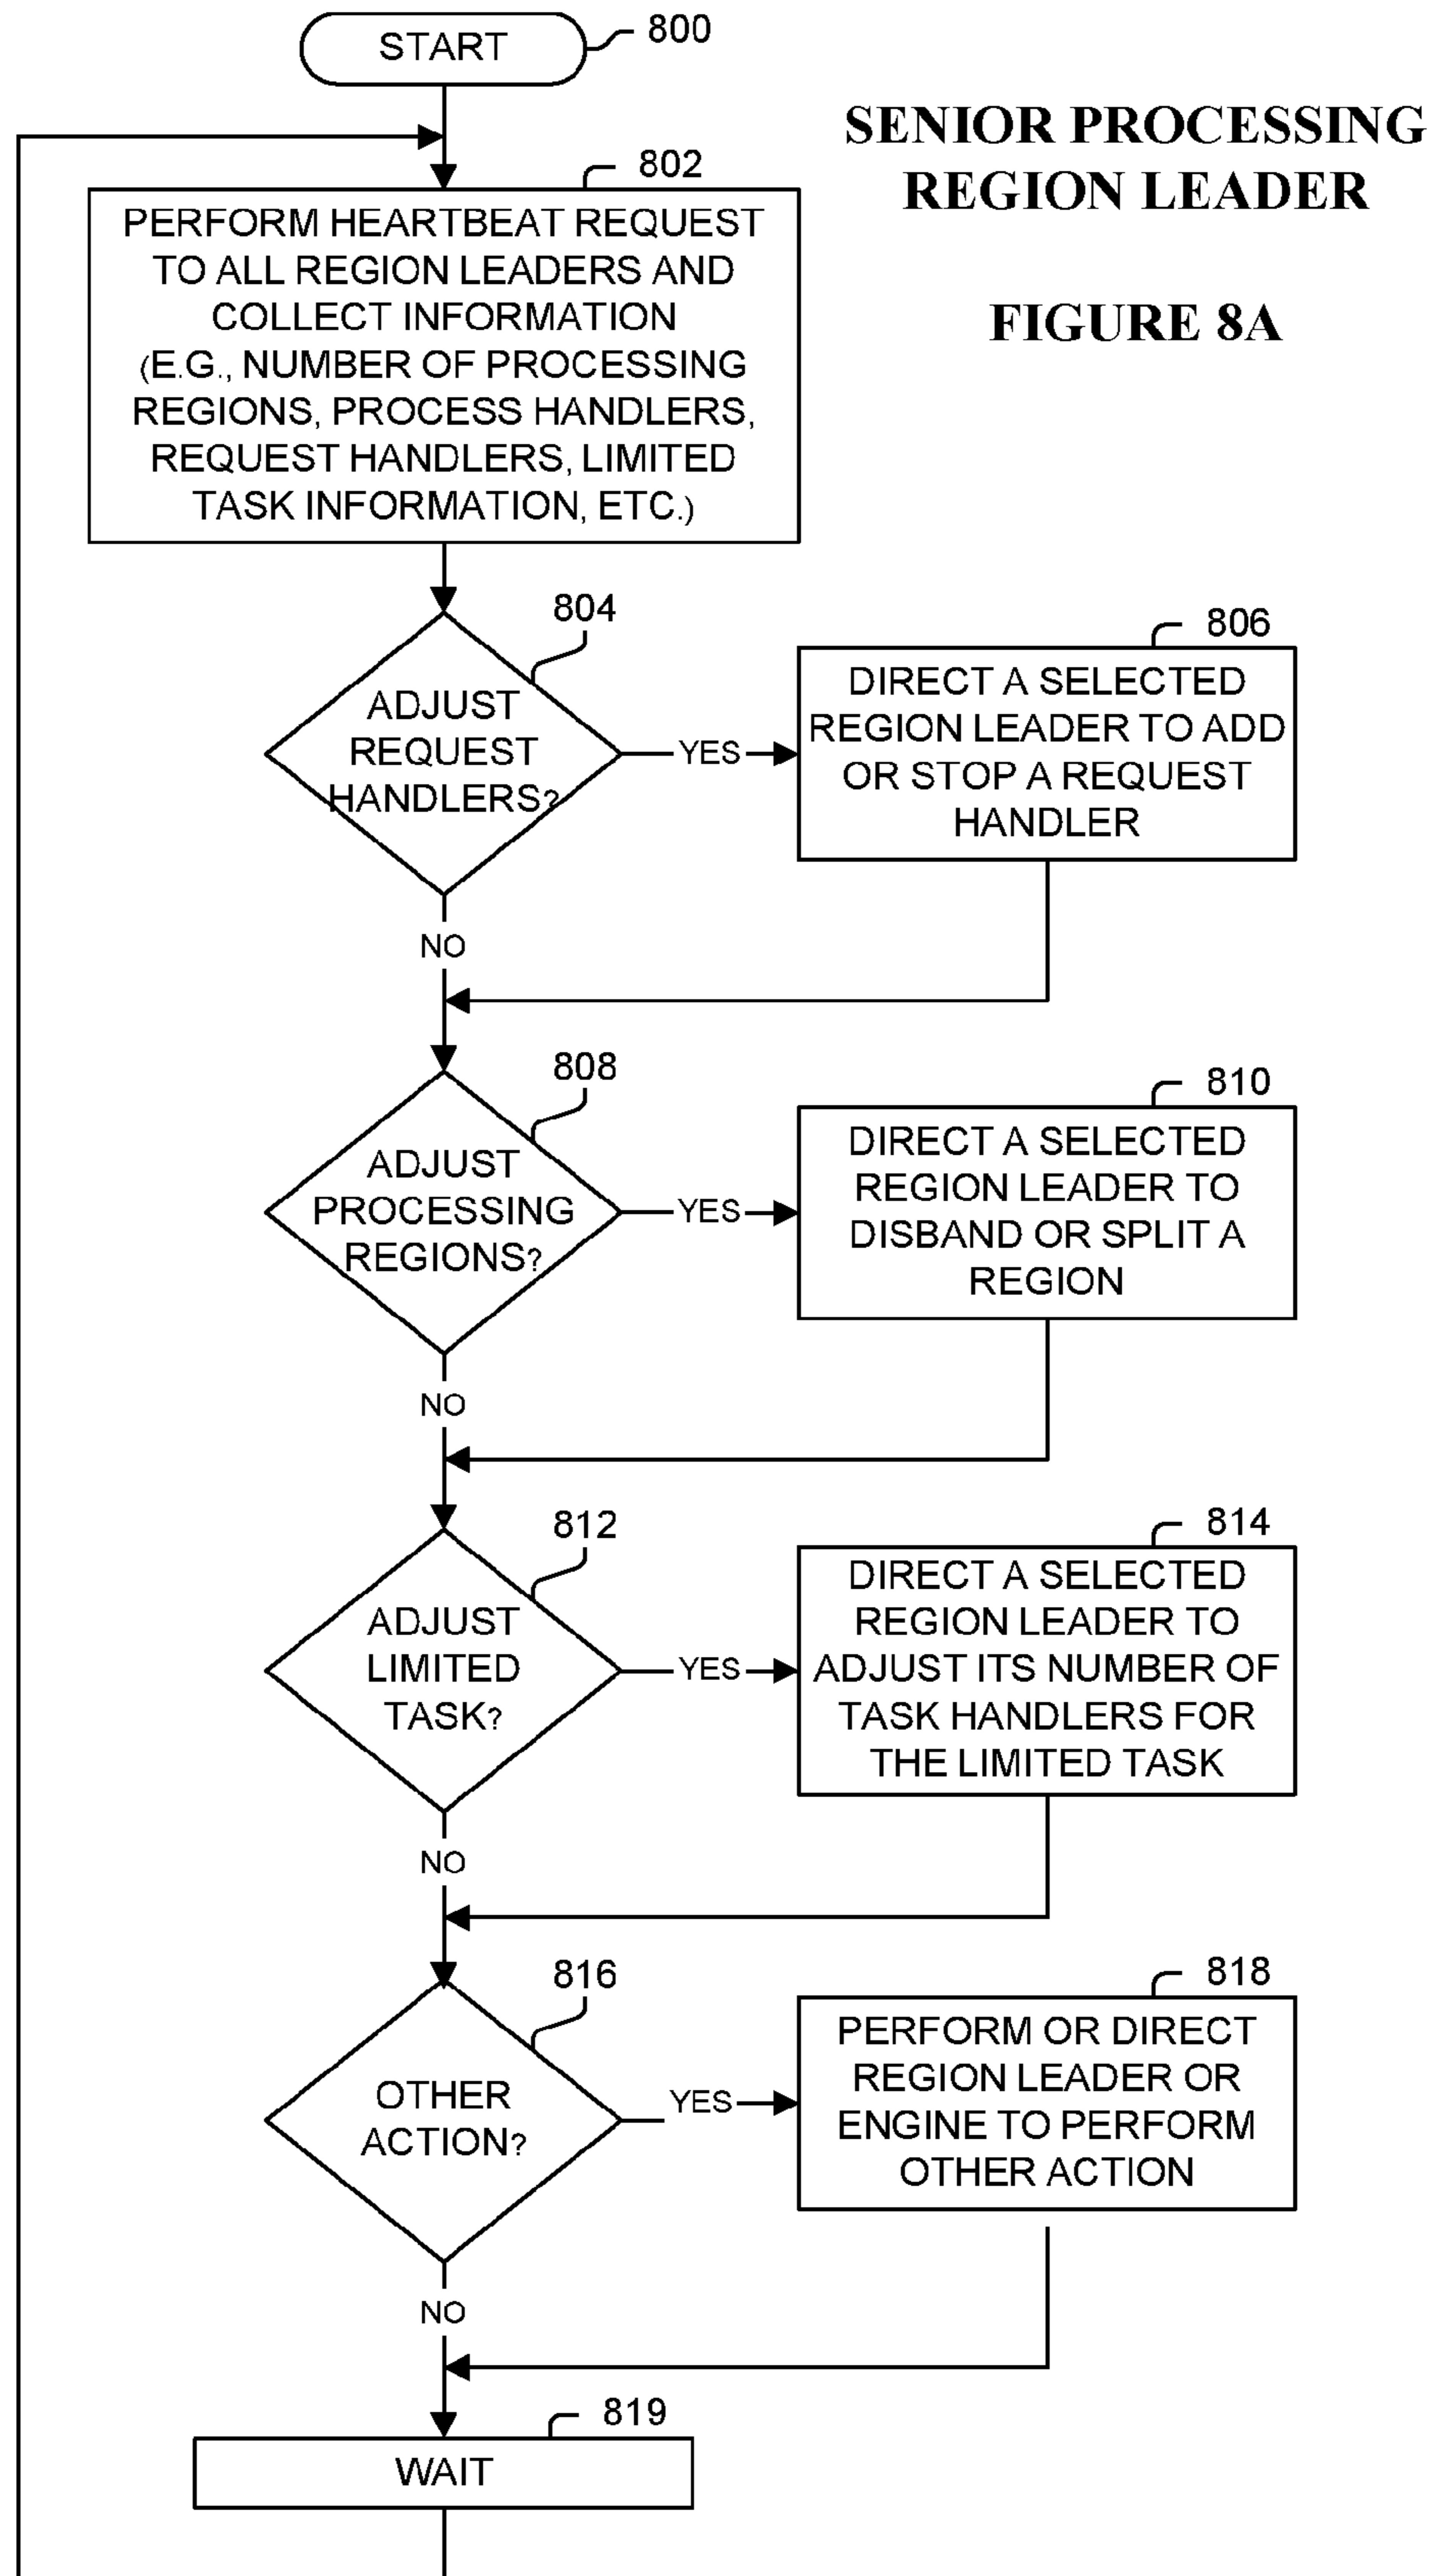 START
800
SENIOR PROCESSING
REGION LEADER
FIGURE 8A
802
PERFORM HEARTBEAT REQUEST
TO ALL REGION LEADERS AND
COLLECT INFORMATION
(E.G., NUMBER OF PROCESSING
REGIONS, PROCESS HANDLERS,
REQUEST HANDLERS, LIMITED
TASK INFORMATION, ETC.)
804
ADJUST
REQUEST
HANDLERS?
YES
806
DIRECT A SELECTED
REGION LEADER TO ADD
OR STOP A REQUEST
HANDLER
NO
808
ADJUST
PROCESSING
REGIONS?
YES
810
DIRECT A SELECTED
REGION LEADER TO
DISBAND OR SPLIT A
REGION
NO
812
ADJUST
LIMITED
TASK?
YES
814
DIRECT A SELECTED
REGION LEADER TO
ADJUST ITS NUMBER OF
TASK HANDLERS FOR
THE LIMITED TASK
NO
816
OTHER
ACTION?
YES
818
PERFORM OR DIRECT
REGION LEADER OR
ENGINE TO PERFORM
OTHER ACTION
NO
819
WAIT